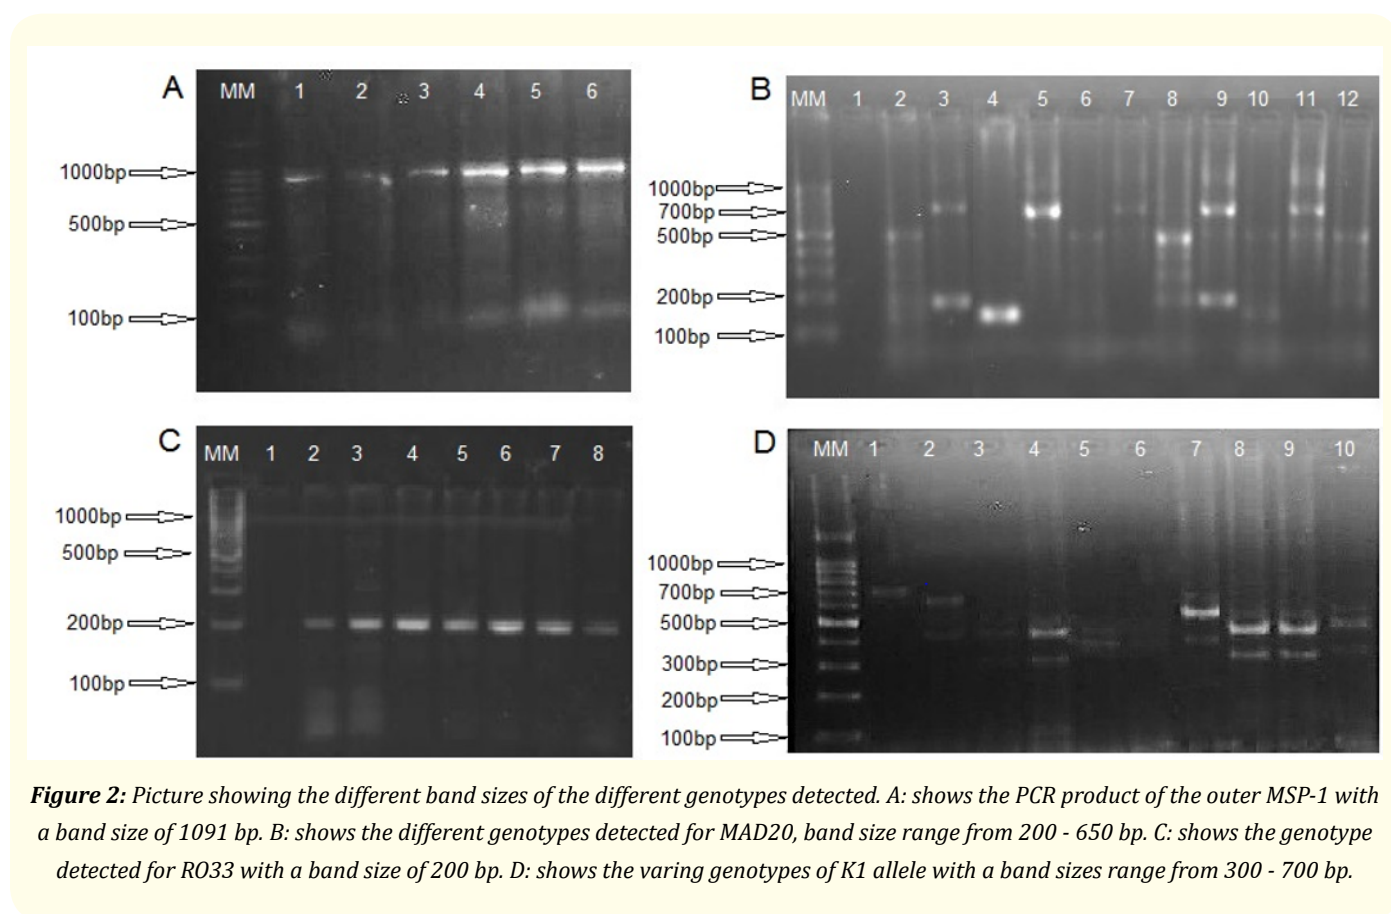 A
MM 1 2 3 4 5 6
1000bp
500bp
100bp
B
MM 1 2 3 4 5 6 7 8 9 10 11 12
1000bp
700bp
500bp
200bp
100bp
C
MM 1 2 3 4 5 6 7 8
1000bp
500bp
200bp
100bp
D
MM 1 2 3 4 5 6 7 8 9 10
1000bp
700bp
500bp
300bp
200bp
100bp
Figure 2: Picture showing the different band sizes of the different genotypes detected. A: shows the PCR product of the outer MSP-1 with
a band size of 1091 bp. B: shows the different genotypes detected for MAD20, band size range from 200 - 650 bp. C: shows the genotype
detected for RO33 with a band size of 200 bp. D: shows the varing genotypes of K1 allele with a band sizes range from 300 - 700 bp.